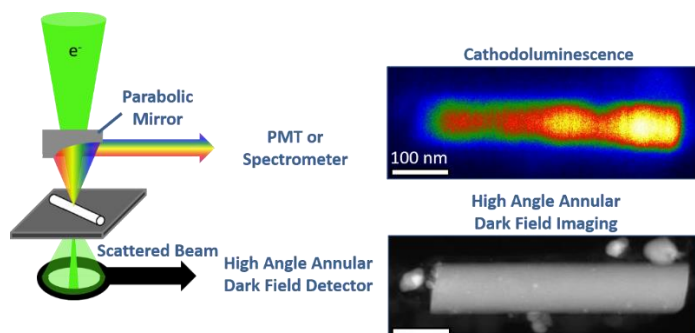 e-
Parabolic
Mirror
PMT or
Spectrometer
Scattered Beam
High Angle Annular
Dark Field Detector
Cathodoluminescence
100 nm
High Angle Annular
Dark Field Imaging